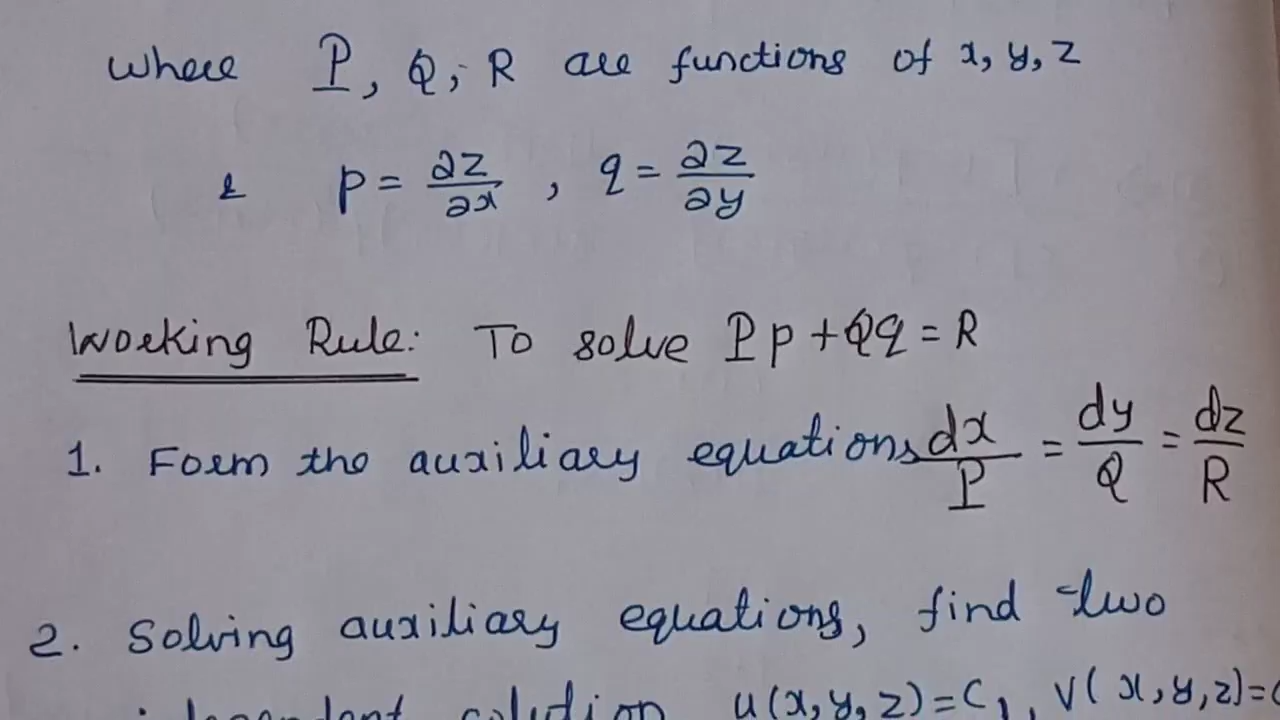 where P, Q, R are functions of x, y, z
& p = ∂z/∂x , q = ∂z/∂y
Working Rule: To solve Pp + Qq = R
1. Form the auxiliary equations dx/P = dy/Q = dz/R
2. Solving auxiliary equations, find two
solution u(x, y, z) = C₁, v(x, y, z) =